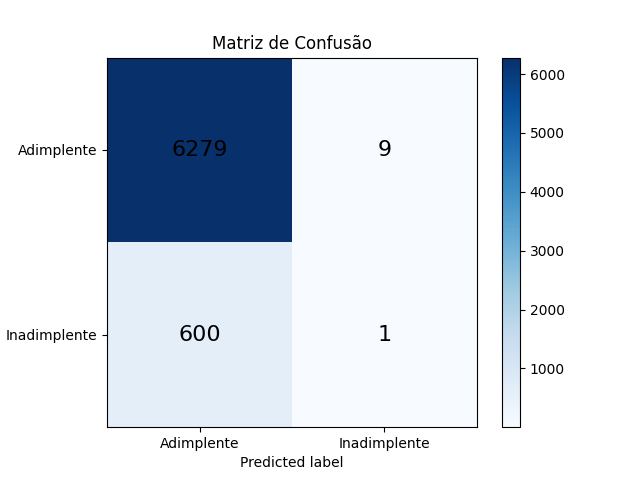 Matriz de Confusão
Adimplente
6279
9
Inadimplente
600
1
Adimplente
Inadimplente
Predicted label
6000
5000
4000
3000
2000
1000